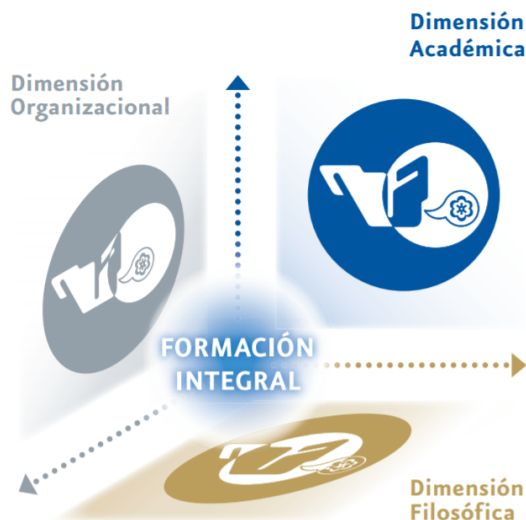 Dimensión
Académica
Dimensión
Organizacional
FORMACIÓN
INTEGRAL
Dimensión
Filosófica